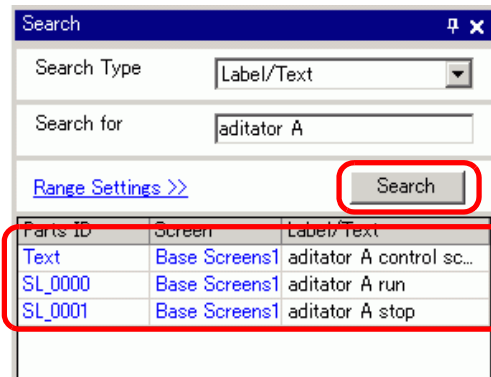 Search
Search Type Label/Text
Search for aditator A
Range Settings >> Search
Parts ID Screen Label/Text
Text Base Screens1 aditator A control sc...
SL_0000 Base Screens1 aditator A run
SL_0001 Base Screens1 aditator A stop